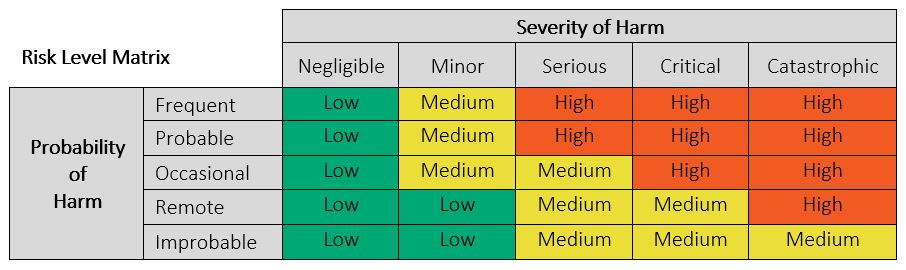 Severity of Harm
Risk Level Matrix
Negligible Minor Serious Critical Catastrophic
Probability
of
Harm
Frequent Low Medium High High High
Probable Low Medium High High High
Occasional Low Medium Medium High High
Remote Low Low Medium Medium High
Improbable Low Low Medium Medium Medium